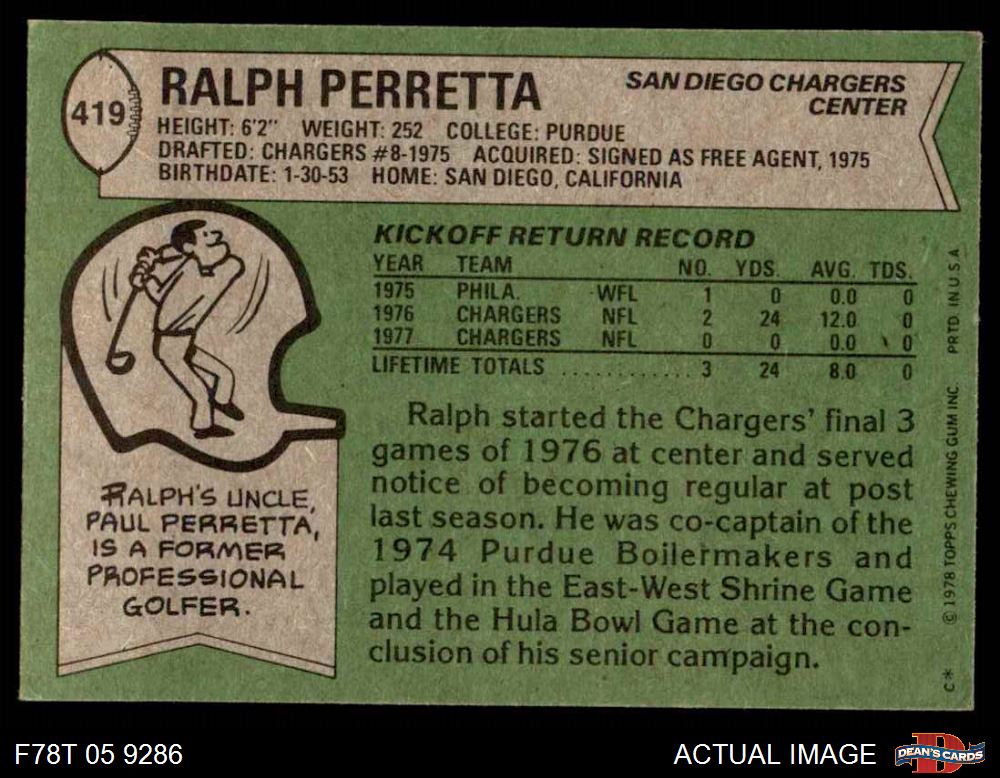 419
RALPH PERRETTA
SAN DIEGO CHARGERS
CENTER
HEIGHT: 6'2" WEIGHT: 252 COLLEGE: PURDUE
DRAFTED: CHARGERS #8-1975 ACQUIRED: SIGNED AS FREE AGENT, 1975
BIRTHDATE: 1-30-53 HOME: SAN DIEGO, CALIFORNIA
KICKOFF RETURN RECORD
YEAR TEAM NO. YDS. AVG. TDS.
1975 PHILA. WFL 1 0 0.0 0
1976 CHARGERS NFL 2 24 12.0 0
1977 CHARGERS NFL 0 0 0.0 0
LIFETIME TOTALS ............ 3 24 8.0 0
Ralph started the Chargers' final 3
games of 1976 at center and served
notice of becoming regular at post
last season. He was co-captain of the
1974 Purdue Boilermakers and
played in the East-West Shrine Game
and the Hula Bowl Game at the con-
clusion of his senior campaign.
RALPH'S UNCLE,
PAUL PERRETTA,
IS A FORMER
PROFESSIONAL
GOLFER.
C* © 1978 TOPPS CHEWING GUM INC. PRTD. IN U S A
F78T 05 9286
ACTUAL IMAGE
DEAN'S CARDS